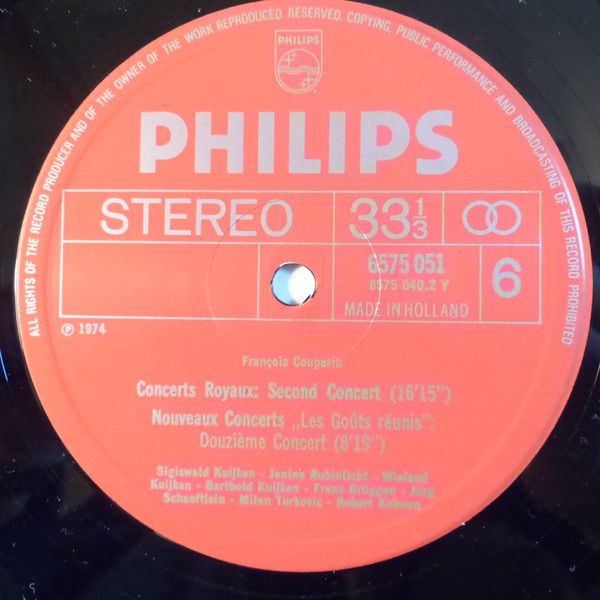 ALL RIGHTS OF THE RECORD PRODUCER AND OF THE OWNER OF THE WORK REPRODUCED RESERVED. COPYING, PUBLIC PERFORMANCE AND BROADCASTING OF THIS RECORD PROHIBITED
PHILIPS
PHILIPS
STEREO 33⅓
6575 051
6575 040.2 Y
6
MADE IN HOLLAND
℗ 1974
François Couperin
Concerts Royaux: Second Concert (16'15")
Nouveaux Concerts „Les Goûts réunis":
Douzième Concert (8'19")
Sigiswald Kuijken - Janine Rubinlicht - Wieland
Kuijken - Barthold Kuijken - Frans Brüggen - Jürg
Schaeftlein - Milan Turkovic - Robert Kohnen